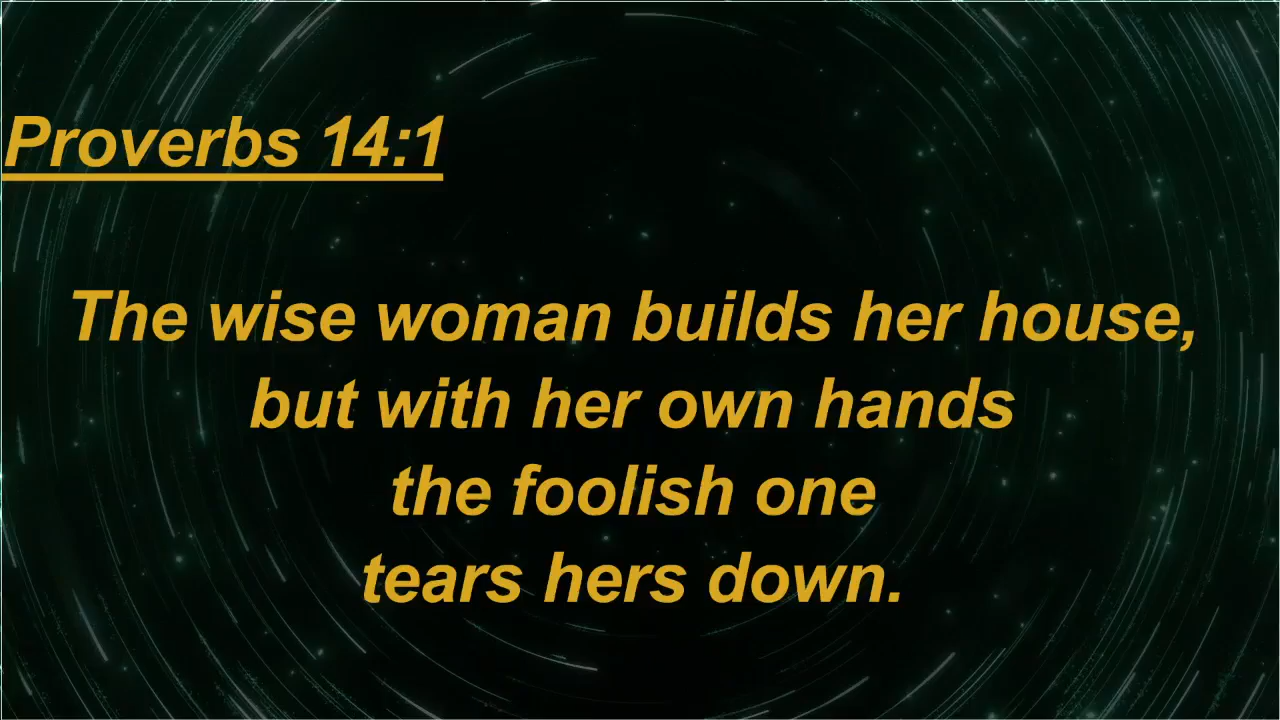 Proverbs 14:1
The wise woman builds her house,
but with her own hands
the foolish one
tears hers down.